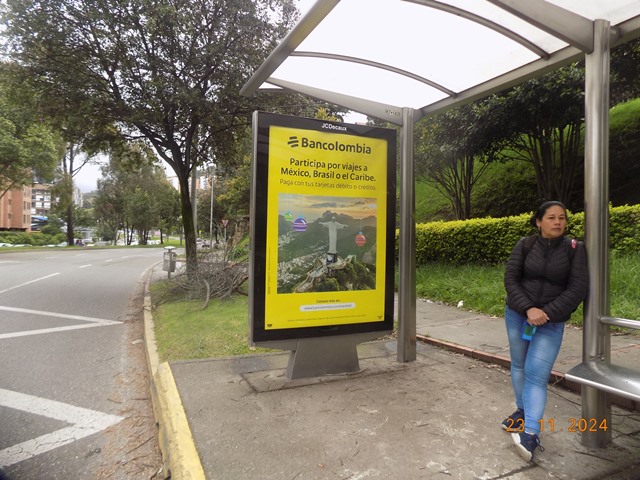 JCDecaux
Bancolombia
Participa por viajes a
México, Brasil o el Caribe.
Paga con tus tarjetas débito o crédito.
23 11 2024